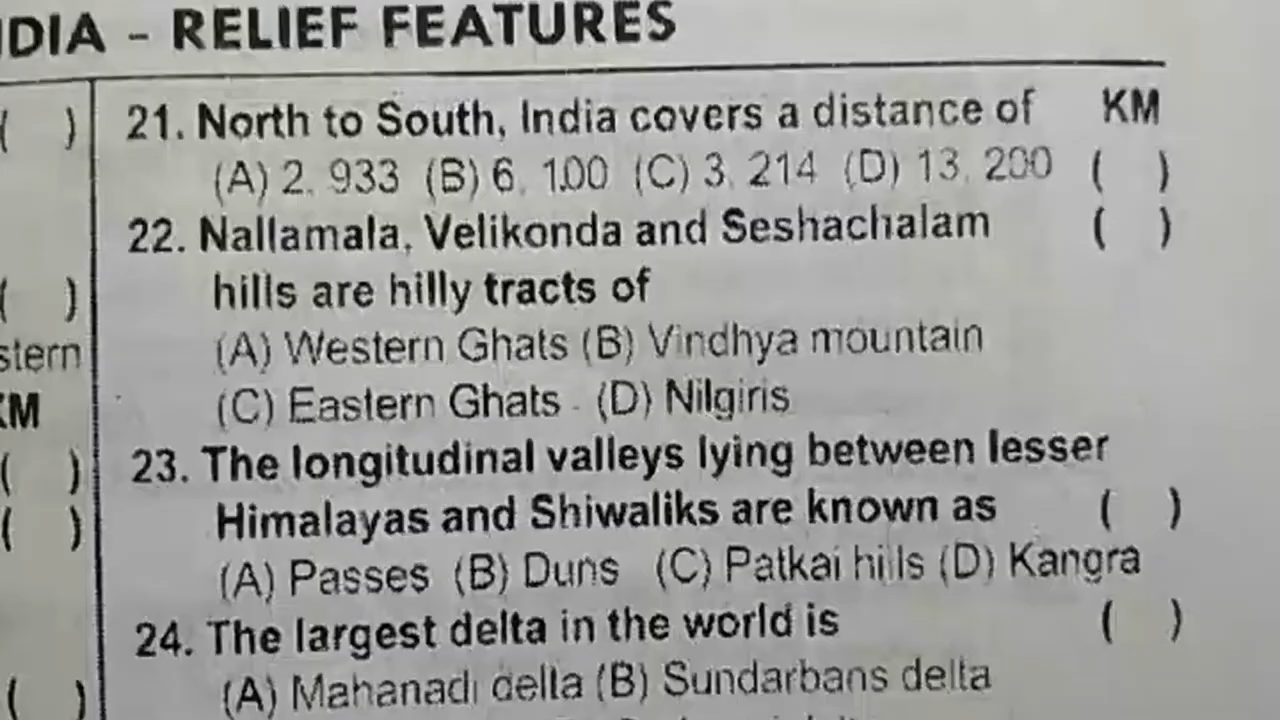 DIA - RELIEF FEATURES
( )
( )
stern
KM
( )
( )
( )
21. North to South, India covers a distance of KM
(A) 2. 933 (B) 6. 100 (C) 3. 214 (D) 13. 200 ( )
22. Nallamala, Velikonda and Seshachalam ( )
hills are hilly tracts of
(A) Western Ghats (B) Vindhya mountain
(C) Eastern Ghats (D) Nilgiris
23. The longitudinal valleys lying between lesser
Himalayas and Shiwaliks are known as ( )
(A) Passes (B) Duns (C) Patkai hills (D) Kangra
24. The largest delta in the world is ( )
(A) Mahanadi delta (B) Sundarbans delta